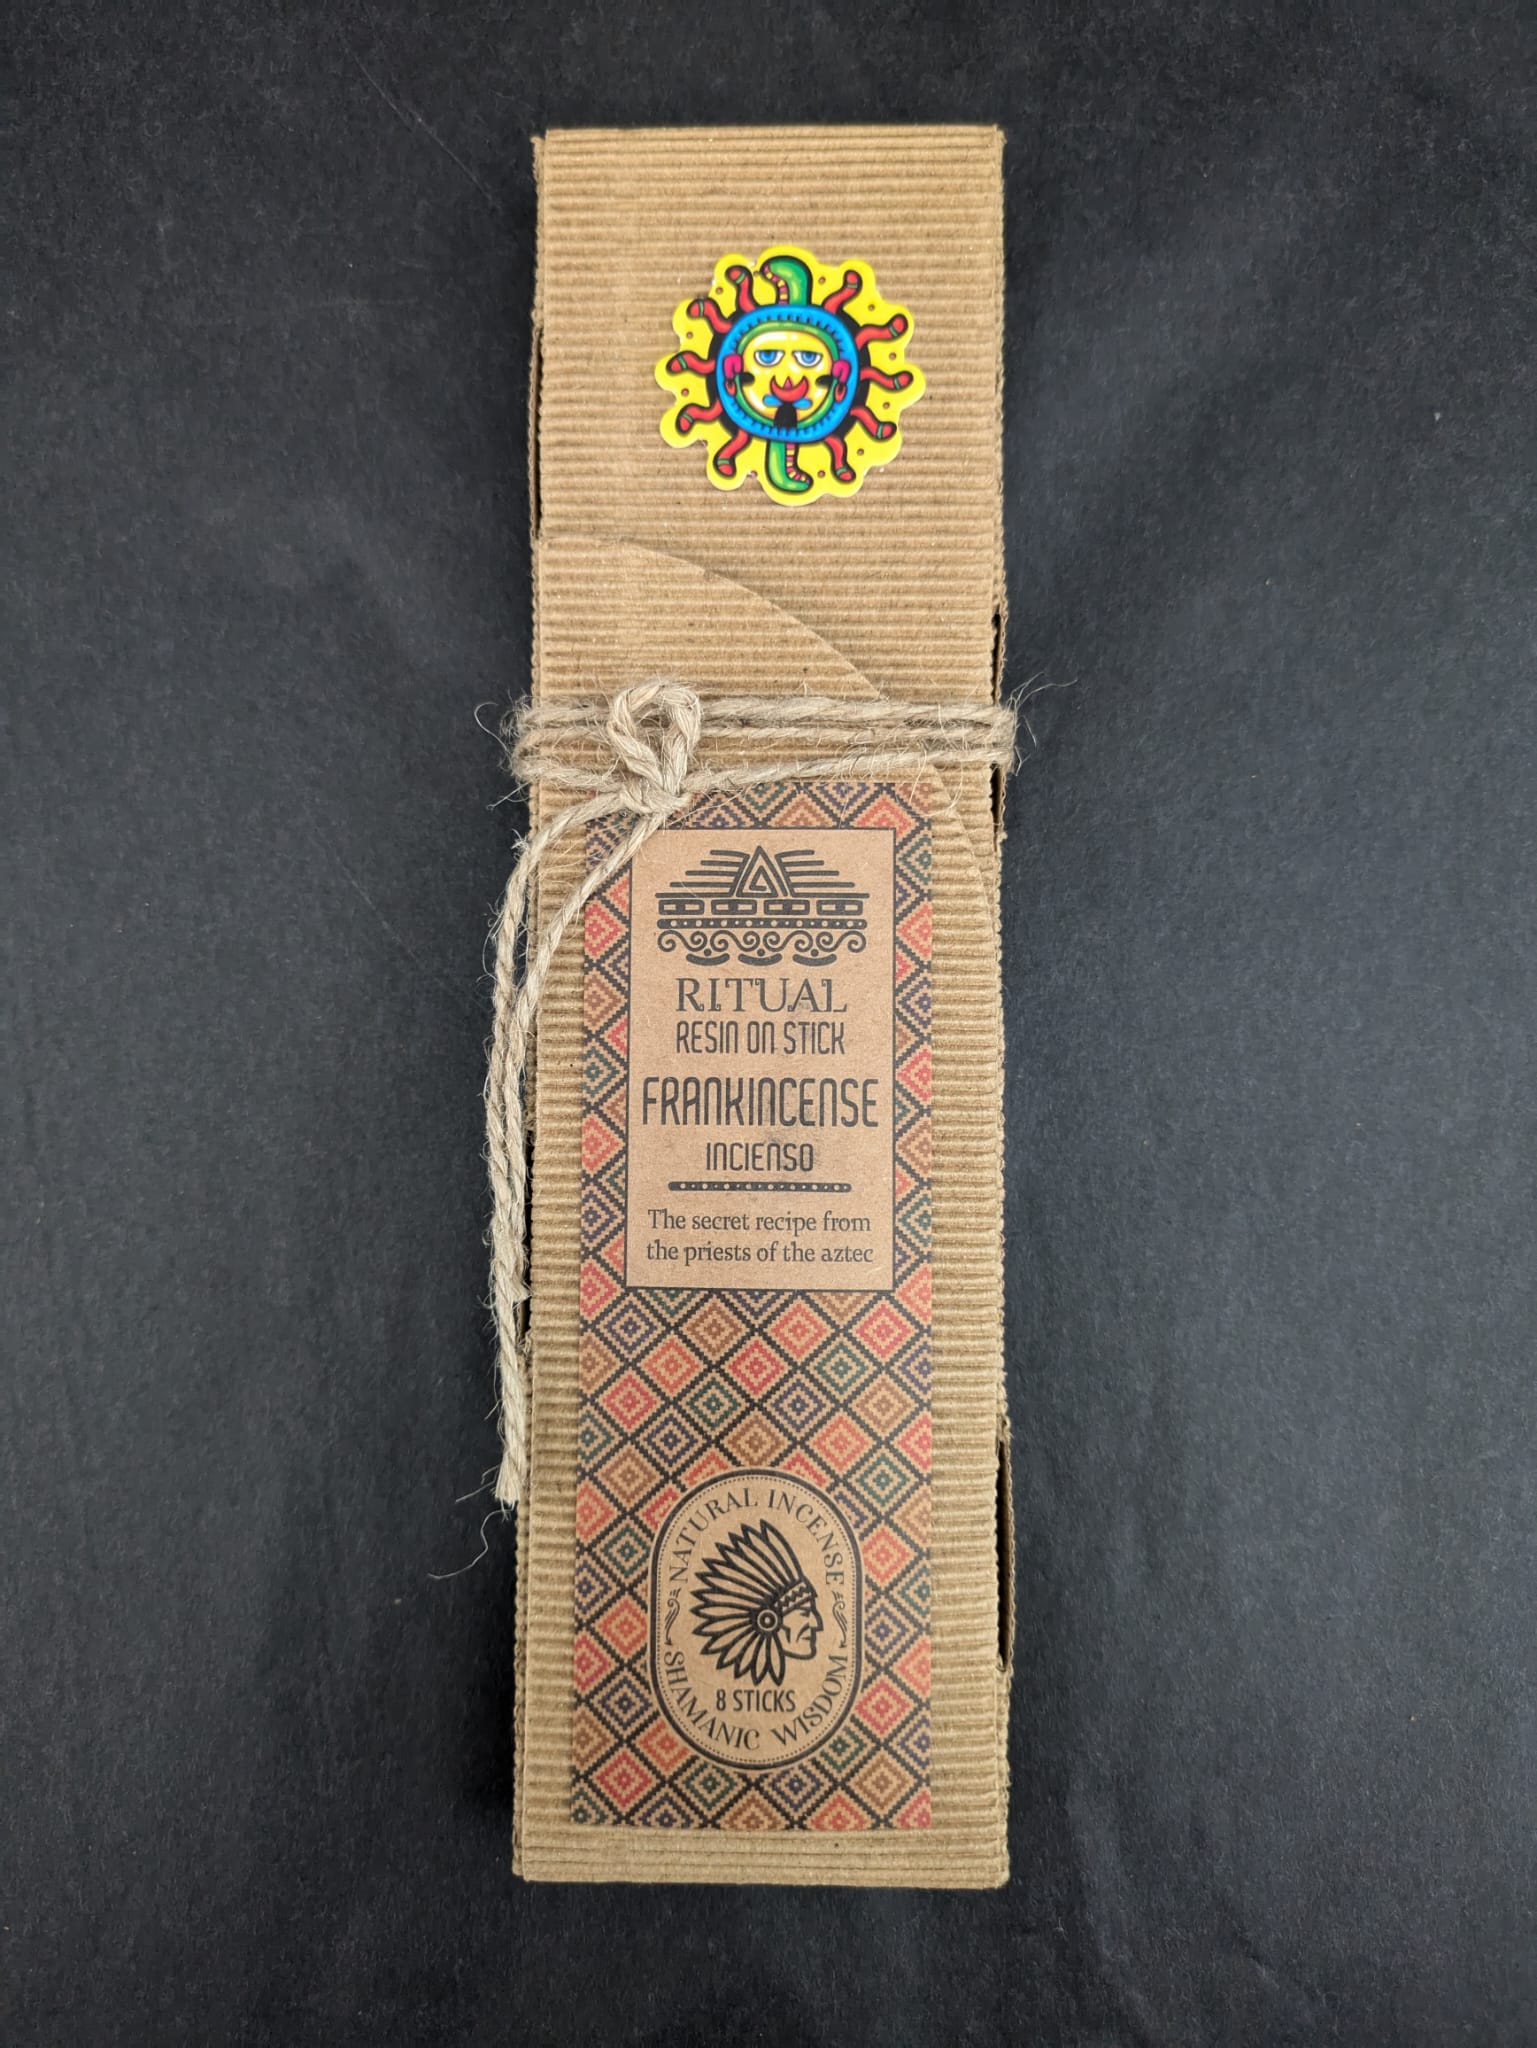 RITUAL
RESIN ON STICK
FRANKINCENSE
INCIENSO
The secret recipe from
the priests of the aztec
NATURAL INCENSE
8 STICKS
SHAMANIC WISDOM